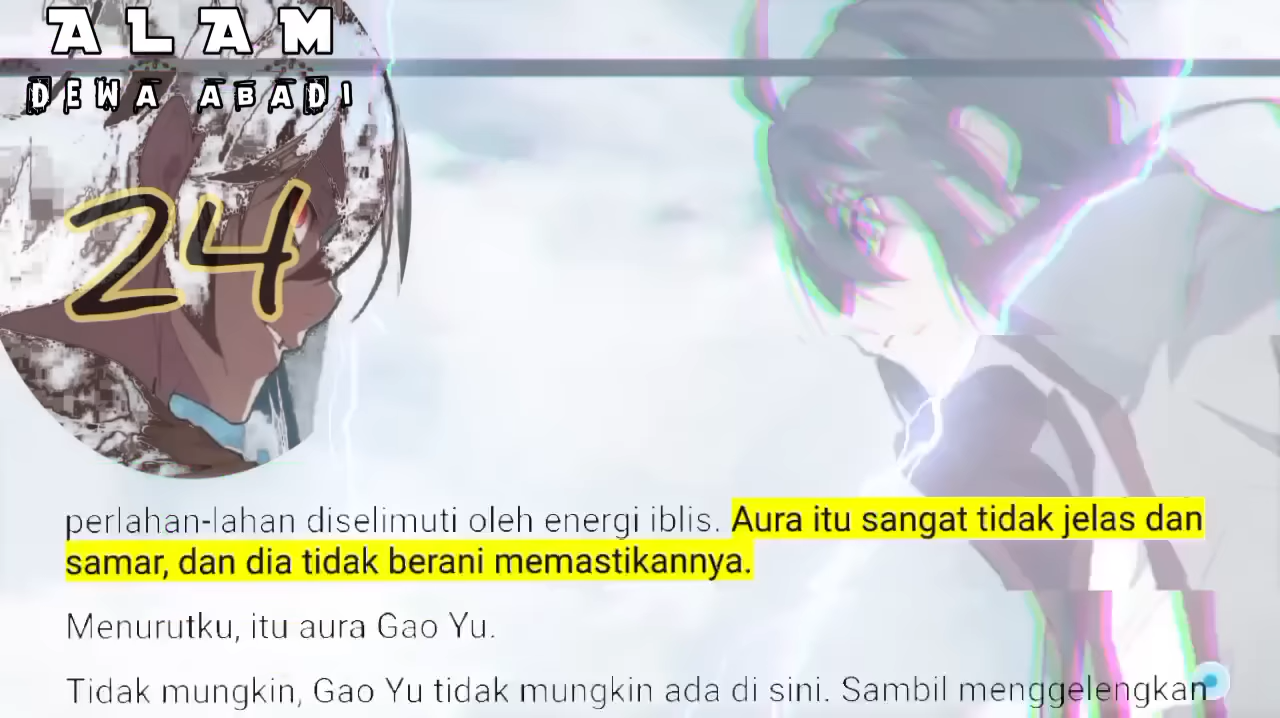 ALAM
DEWA ABADI
24
perlahan-lahan diselimuti oleh energi iblis. Aura itu sangat tidak jelas dan
samar, dan dia tidak berani memastikannya.
Menurutku, itu aura Gao Yu.
Tidak mungkin, Gao Yu tidak mungkin ada di sini. Sambil menggelengkan